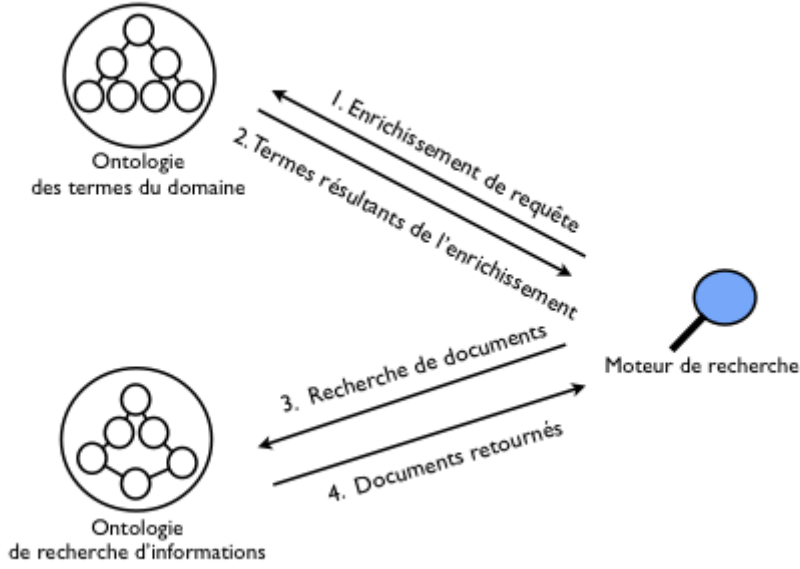 Ontologie
des termes du domaine
1. Enrichissement de requête
2. Termes résultants de l'enrichissement
Moteur de recherche
3. Recherche de documents
4. Documents retournés
Ontologie
de recherche d'informations